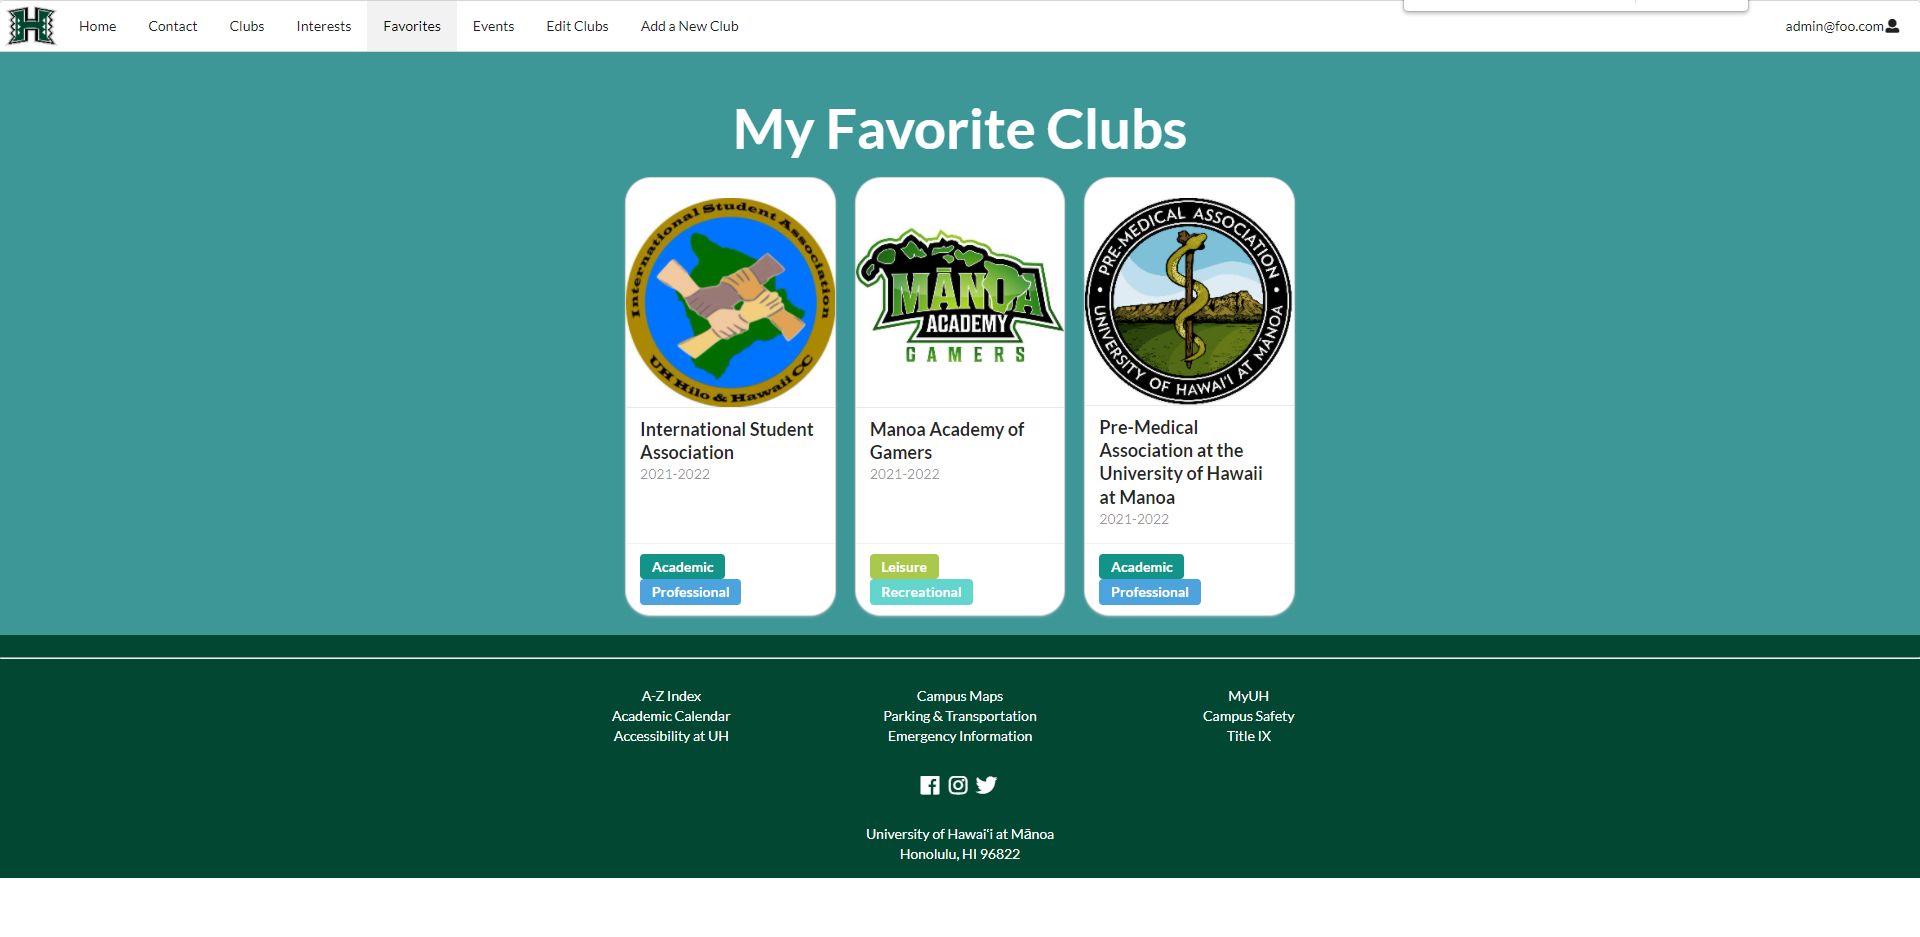 H
Home Contact Clubs Interests Favorites Events Edit Clubs Add a New Club admin@foo.com
My Favorite Clubs
International Student Association
UH Hilo & Hawaii CC
MĀNOA
ACADEMY
GAMERS
PRE-MEDICAL ASSOCIATION
UNIVERSITY OF HAWAI'I AT MĀNOA
International Student
Association
2021-2022
Academic
Professional
Manoa Academy of
Gamers
2021-2022
Leisure
Recreational
Pre-Medical
Association at the
University of Hawaii
at Manoa
2021-2022
Academic
Professional
A-Z Index
Academic Calendar
Accessibility at UH
Campus Maps
Parking & Transportation
Emergency Information
MyUH
Campus Safety
Title IX
University of Hawaiʻi at Mānoa
Honolulu, HI 96822